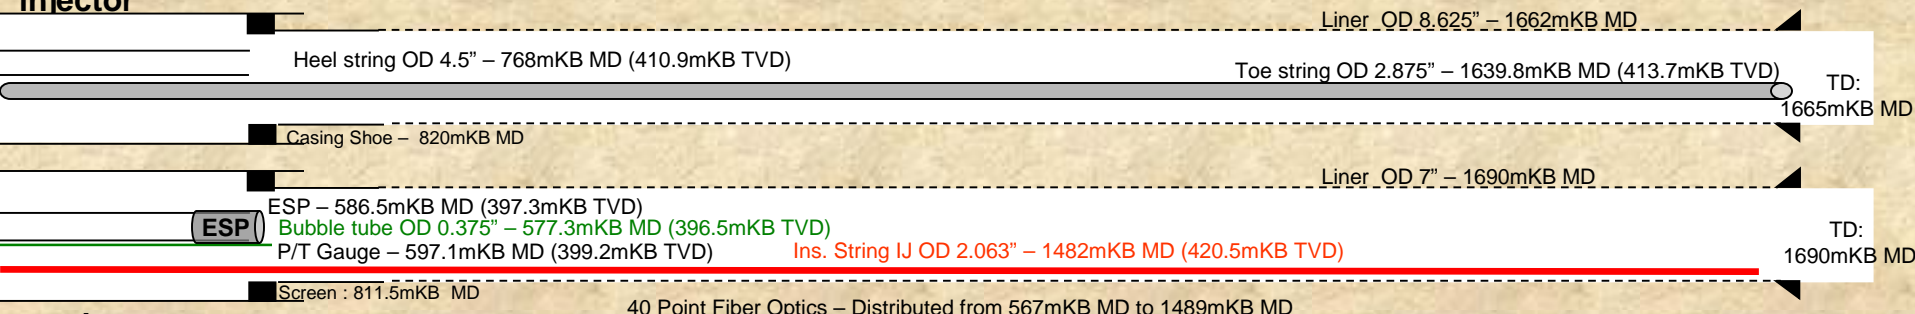 Injector
Liner OD 8.625” – 1662mKB MD
Heel string OD 4.5” – 768mKB MD (410.9mKB TVD)
Toe string OD 2.875” – 1639.8mKB MD (413.7mKB TVD)
TD:
1665mKB MD
Casing Shoe – 820mKB MD
Liner OD 7” – 1690mKB MD
ESP – 586.5mKB MD (397.3mKB TVD)
ESP
Bubble tube OD 0.375” – 577.3mKB MD (396.5mKB TVD)
P/T Gauge – 597.1mKB MD (399.2mKB TVD)
Ins. String IJ OD 2.063” – 1482mKB MD (420.5mKB TVD)
TD:
1690mKB MD
Screen : 811.5mKB MD
40 Point Fiber Optics – Distributed from 567mKB MD to 1489mKB MD